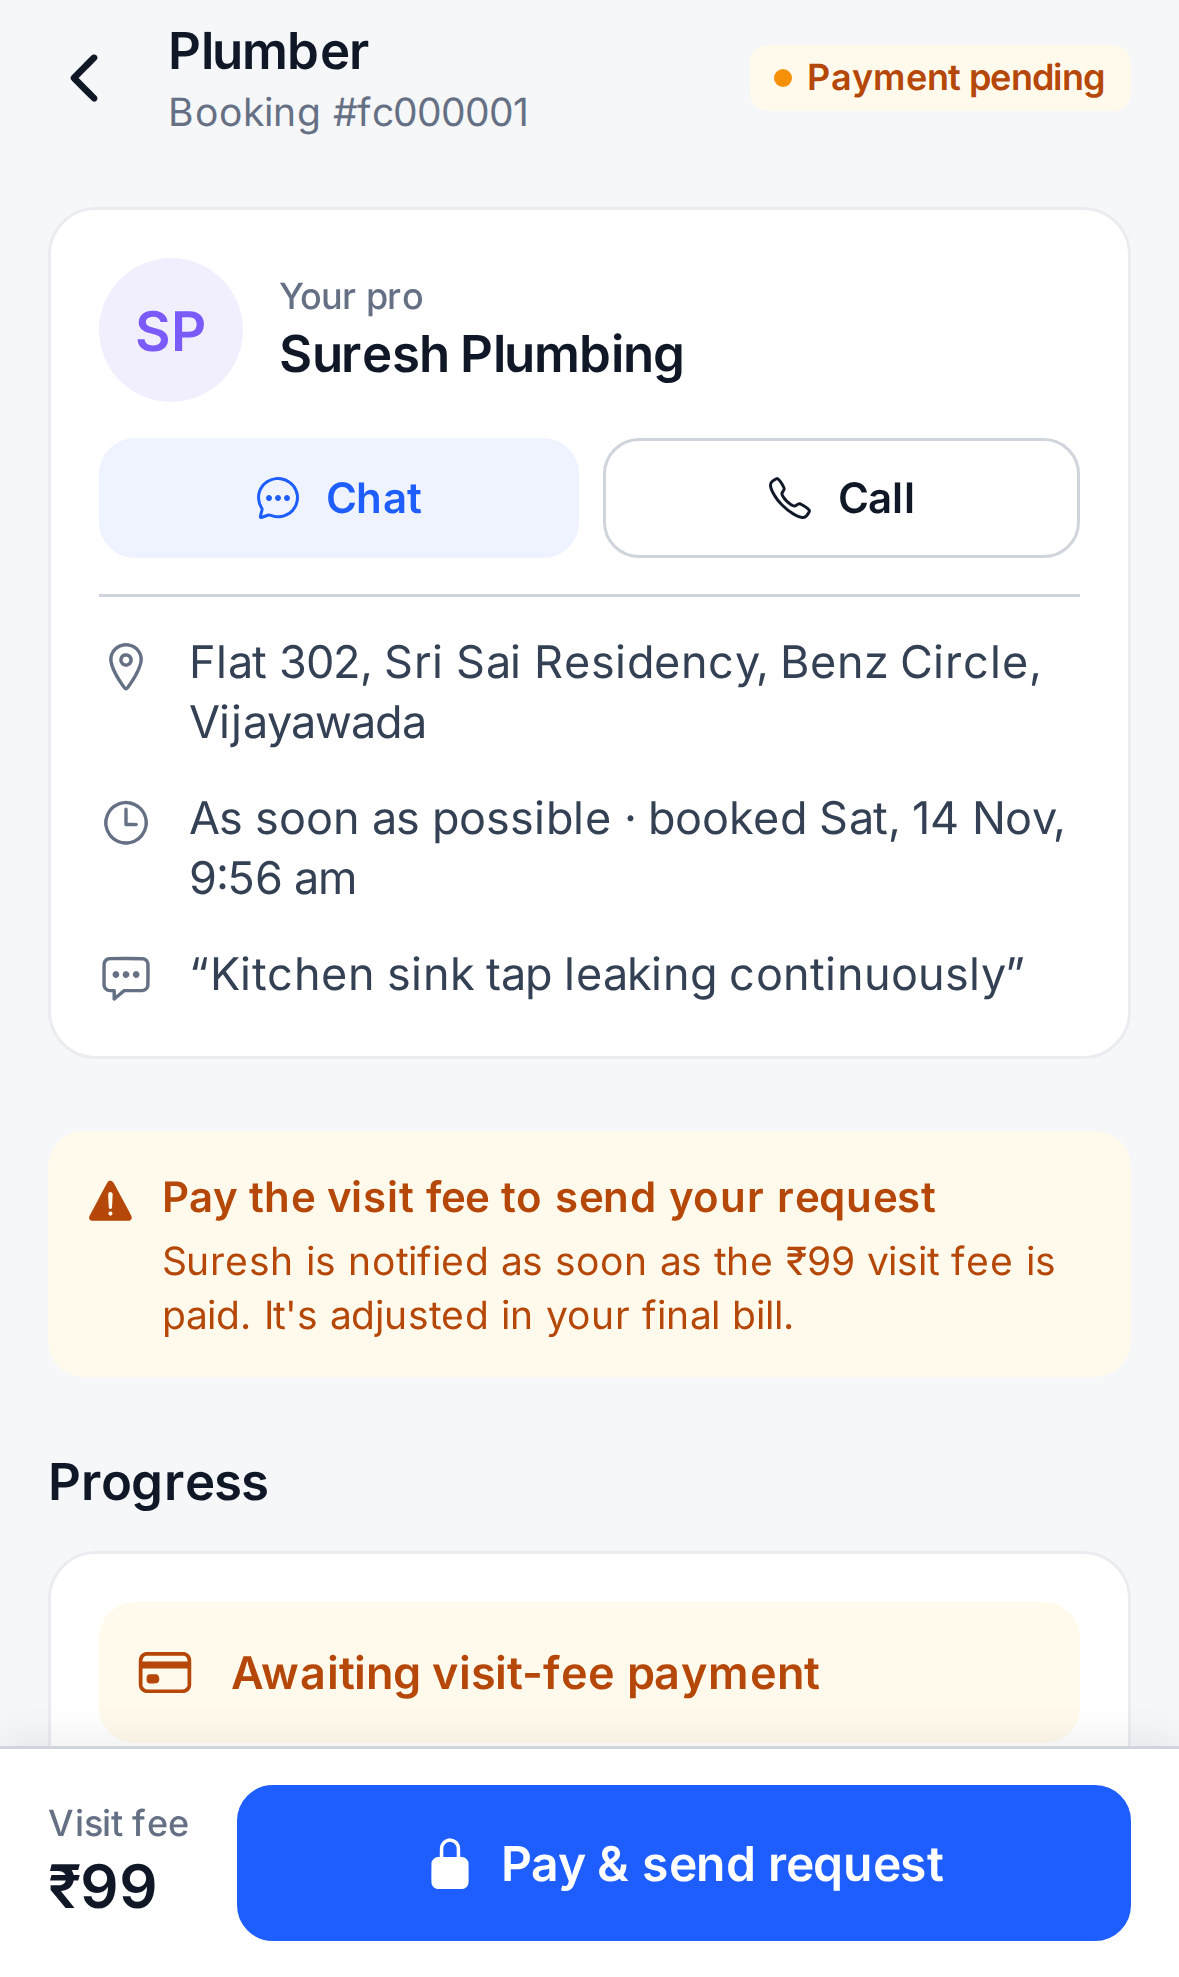 Plumber
Booking #fc000001
Payment pending
SP
Your pro
Suresh Plumbing
Chat
Call
Flat 302, Sri Sai Residency, Benz Circle,
Vijayawada
As soon as possible · booked Sat, 14 Nov,
9:56 am
“Kitchen sink tap leaking continuously”
Pay the visit fee to send your request
Suresh is notified as soon as the ₹99 visit fee is
paid. It's adjusted in your final bill.
Progress
Awaiting visit-fee payment
Visit fee
₹99
Pay & send request